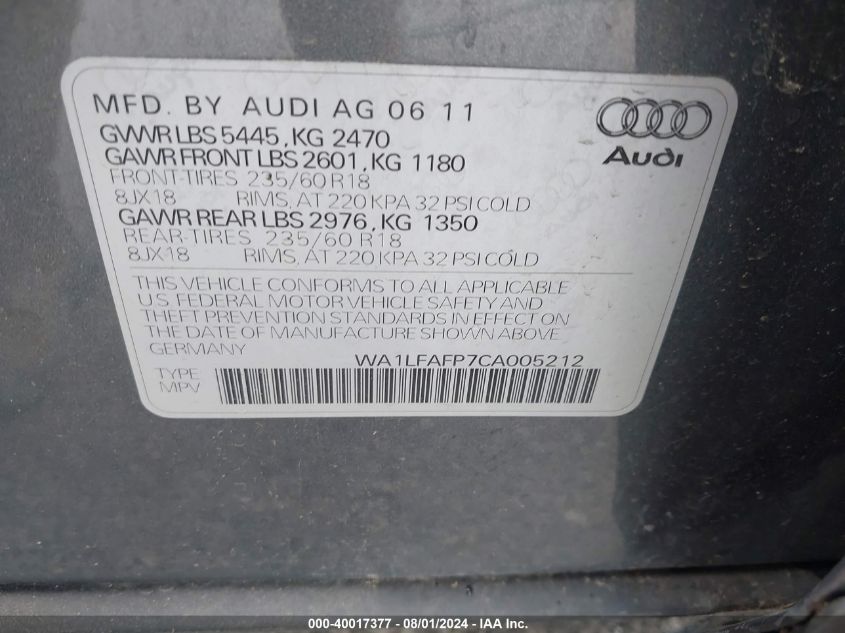 MFD. BY AUDI AG 06 11
GVWR LBS 5445, KG 2470
GAWR FRONT LBS 2601, KG 1180
FRONT-TIRES 235/60 R18
8JX18 RIMS, AT 220 KPA 32 PSI COLD
GAWR REAR LBS 2976, KG 1350
REAR-TIRES 235/60 R18
8JX18 RIMS, AT 220 KPA 32 PSI COLD
Audi
THIS VEHICLE CONFORMS TO ALL APPLICABLE
U.S. FEDERAL MOTOR VEHICLE SAFETY AND
THEFT PREVENTION STANDARDS IN EFFECT ON
THE DATE OF MANUFACTURE SHOWN ABOVE
GERMANY
WA1LFAFP7CA005212
TYPE:
MPV
000-40017377 - 08/01/2024 - IAA Inc.